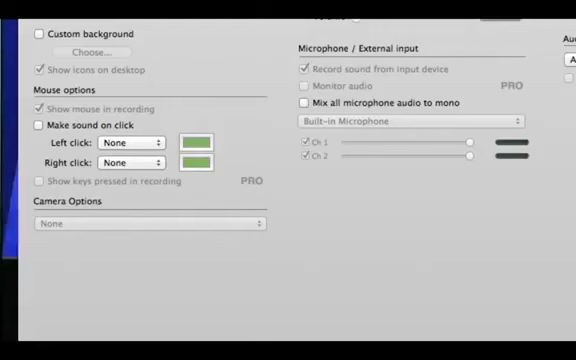 Custom background
Choose...
Show icons on desktop
Mouse options
Show mouse in recording
Make sound on click
Left click: None
Right click: None
Show keys pressed in recording PRO
Camera Options
None
Microphone / External input
Record sound from input device
Monitor audio PRO
Mix all microphone audio to mono
Built-in Microphone
Ch 1
Ch 2